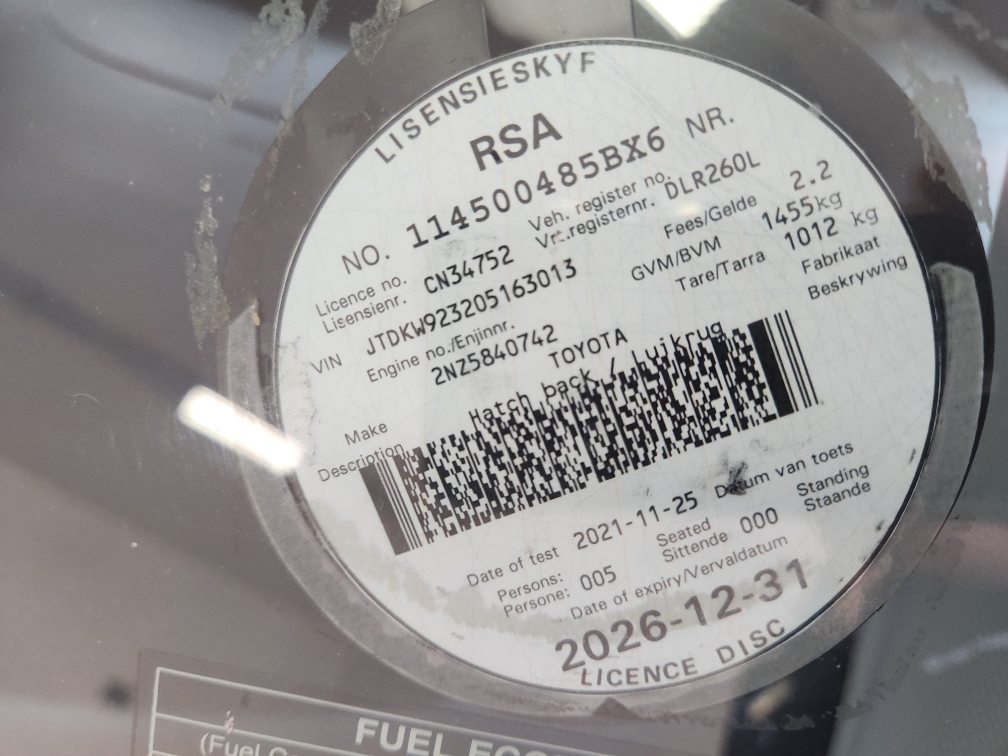 LISENSIESKYF
RSA
NO. 114500485BX6 NR.
Licence no. CN34752 Veh. register no. DLR260L
Lisensienr. Vrt.registernr.
VIN JTDKW923205163013 Fees/Gelde 2.2
Engine no./Enjinnr. GVM/BVM 1455kg
2NZ5840742 Tare/Tarra 1012 kg
Make TOYOTA Fabrikaat
Description Hatch back / Luikrug Beskrywing
Date of test 2021-11-25 Datum van toets
Persons: 005 Seated 000 Standing
Persone: Sittende Staande
Date of expiry/Vervaldatum
2026-12-31
LICENCE DISC
FUEL
(Fuel